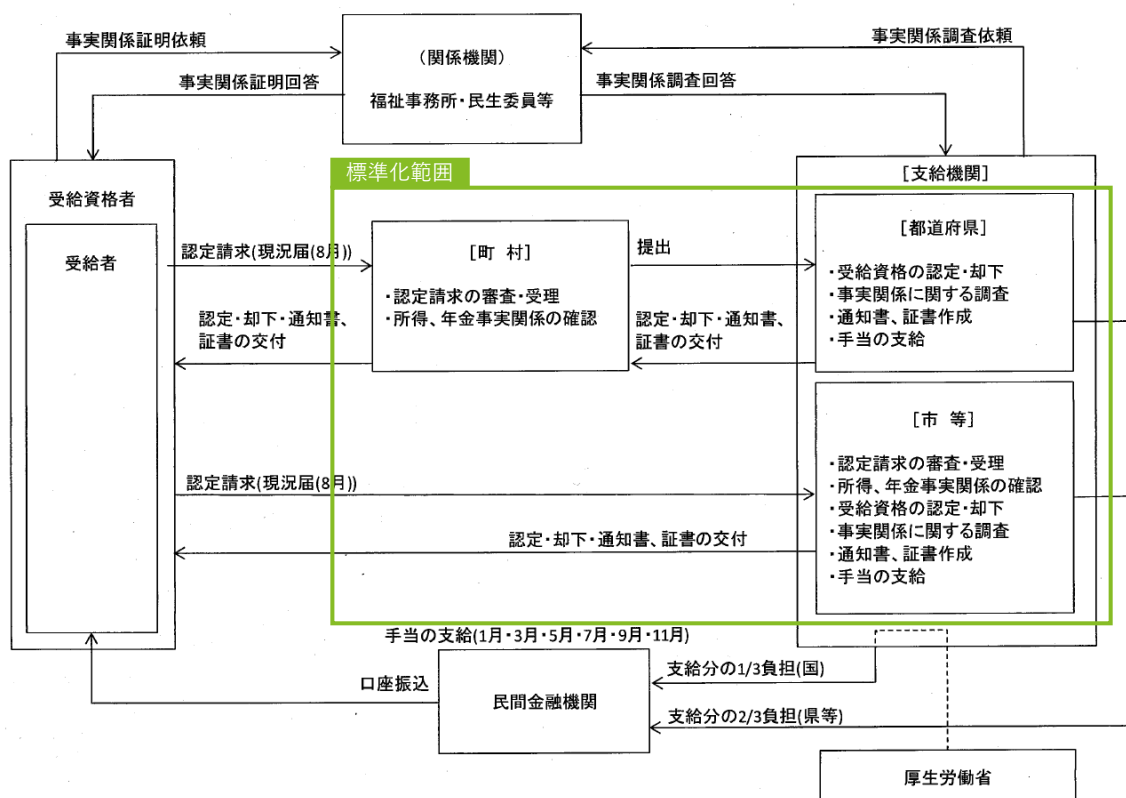 事実関係証明依頼
事実関係証明回答
(関係機関)
福祉事務所・民生委員等
事実関係調査依頼
事実関係調査回答
標準化範囲
受給資格者
受給者
[支給機関]
認定請求(現況届(8月))
[町 村]
・認定請求の審査・受理
・所得、年金事実関係の確認
提出
[都道府県]
・受給資格の認定・却下
・事実関係に関する調査
・通知書、証書作成
・手当の支給
認定・却下・通知書、
証書の交付
認定・却下・通知書、
証書の交付
[市 等]
・認定請求の審査・受理
・所得、年金事実関係の確認
・受給資格の認定・却下
・事実関係に関する調査
・通知書、証書作成
・手当の支給
認定請求(現況届(8月))
認定・却下・通知書、証書の交付
手当の支給(1月・3月・5月・7月・9月・11月)
口座振込
民間金融機関
支給分の1/3負担(国)
支給分の2/3負担(県等)
厚生労働省